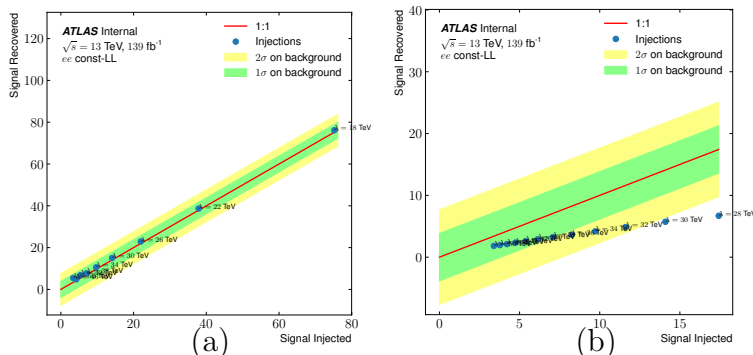 ATLAS Internal
√s = 13 TeV, 139 fb⁻¹
ee const-LL
1:1
Injections
2σ on background
1σ on background
Signal Recovered
120
100
80
60
40
20
0
λ = 18 TeV
λ = 22 TeV
λ = 26 TeV
λ = 30 TeV
λ = 34 TeV
0 20 40 60 80
Signal Injected
(a)
ATLAS Internal
√s = 13 TeV, 139 fb⁻¹
ee const-LL
1:1
Injections
2σ on background
1σ on background
Signal Recovered
40
30
20
10
0
λ = 28 TeV
λ = 30 TeV
λ = 32 TeV
0 5 10 15
Signal Injected
(b)